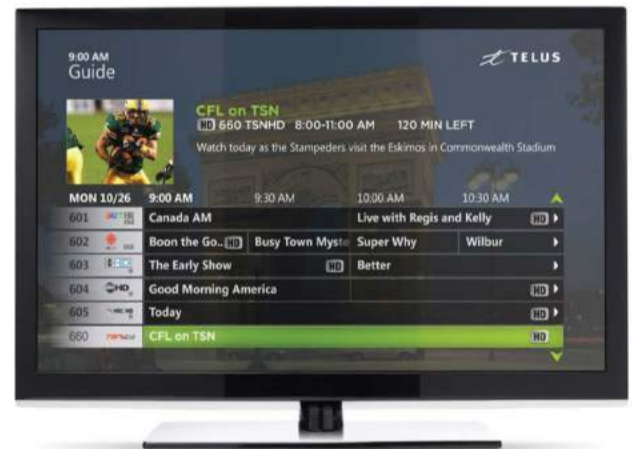 9:00 AM
Guide
TELUS
CFL on TSN
HD 660 TSNHD 8:00-11:00 AM 120 MIN LEFT
Watch today as the Stampeders visit the Eskimos in Commonwealth Stadium
MON 10/26 9:00 AM 9:30 AM 10:00 AM 10:30 AM
601 Canada AM Live with Regis and Kelly HD
602 Boon the Go.. HD Busy Town Myste Super Why Wilbur
603 The Early Show HD Better
604 Good Morning America HD
605 Today HD
660 CFL on TSN HD